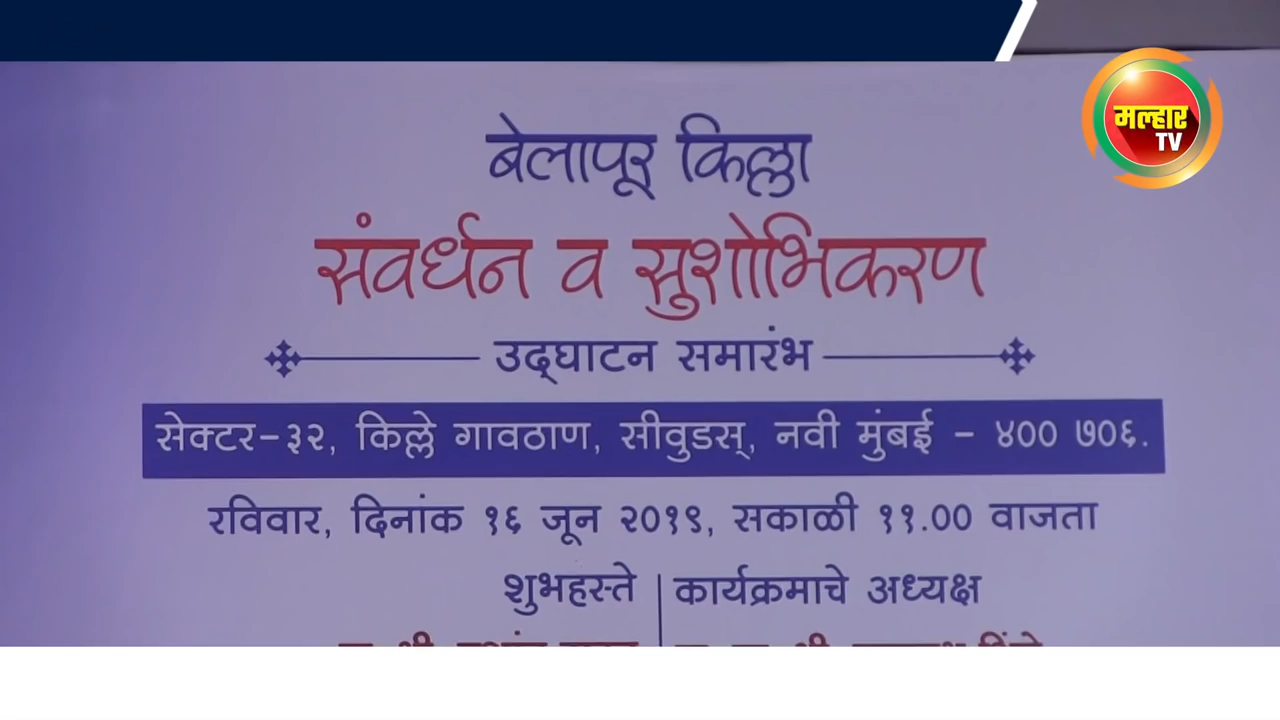 मल्हार
TV
बेलापूर किल्ला
संवर्धन व सुशोभिकरण
उद्‌घाटन समारंभ
सेक्टर-३२, किल्ले गावठाण, सीवुडस्, नवी मुंबई - ४०० ७०६.
रविवार, दिनांक १६ जून २०१९, सकाळी ११.०० वाजता
शुभहस्ते | कार्यक्रमाचे अध्यक्ष